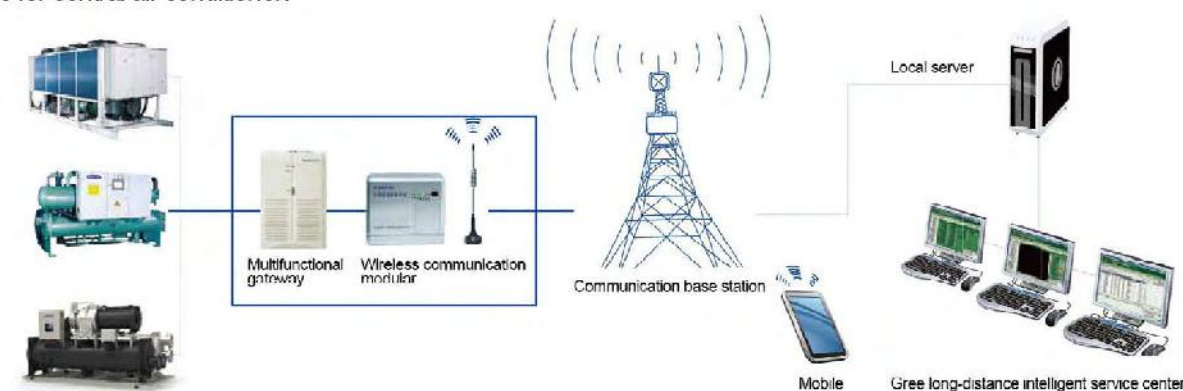 Local server
Multifunctional
gateway
Wireless communication
modular
Communication base station
Mobile
Gree long-distance intelligent service center